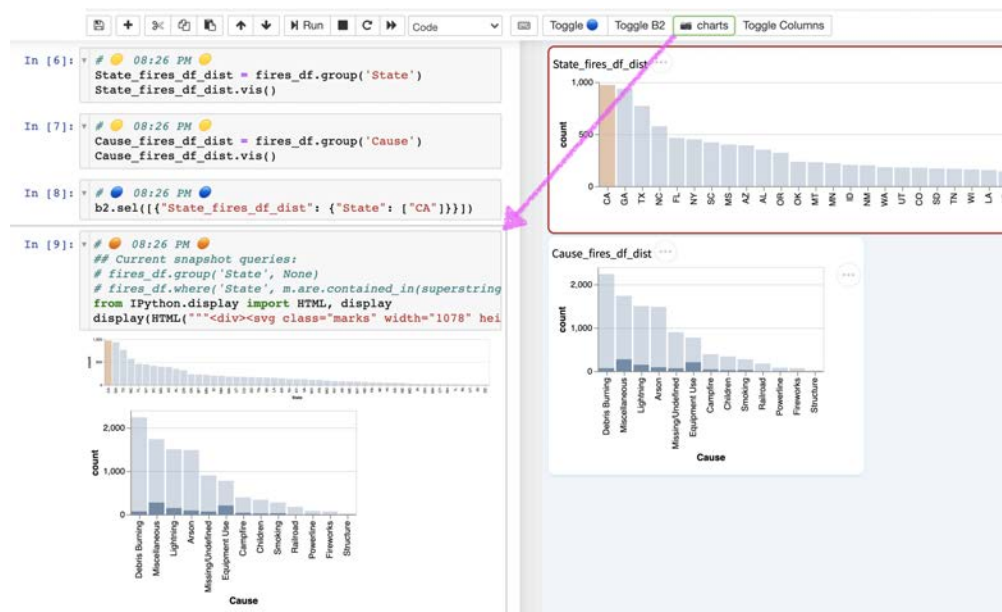 Run
Code
Toggle
Toggle B2
charts
Toggle Columns
In [6]:
# 08:26 PM
State_fires_df_dist = fires_df.group('State')
State_fires_df_dist.vis()
In [7]:
# 08:26 PM
Cause_fires_df_dist = fires_df.group('Cause')
Cause_fires_df_dist.vis()
In [8]:
# 08:26 PM
b2.sel([{"State_fires_df_dist": {"State": ["CA"]}}])
In [9]:
# 08:26 PM
## Current snapshot queries:
# fires_df.group('State', None)
# fires_df.where('State', m.are.contained_in(superstring
from IPython.display import HTML, display
display(HTML("""<div><svg class="marks" width="1078" hei
State
2,000
1,000
0
count
Debris Burning
Miscellaneous
Lightning
Arson
Missing/Undefined
Equipment Use
Campfire
Children
Smoking
Railroad
Powerline
Fireworks
Structure
Cause
State_fires_df_dist
1,000
500
0
count
CA
GA
TX
NC
FL
NY
SC
MS
AZ
AL
OR
OK
MT
MN
ID
NM
WA
UT
CO
SD
TN
WI
LA
Cause_fires_df_dist
2,000
1,000
0
count
Debris Burning
Miscellaneous
Lightning
Arson
Missing/Undefined
Equipment Use
Campfire
Children
Smoking
Railroad
Powerline
Fireworks
Structure
Cause